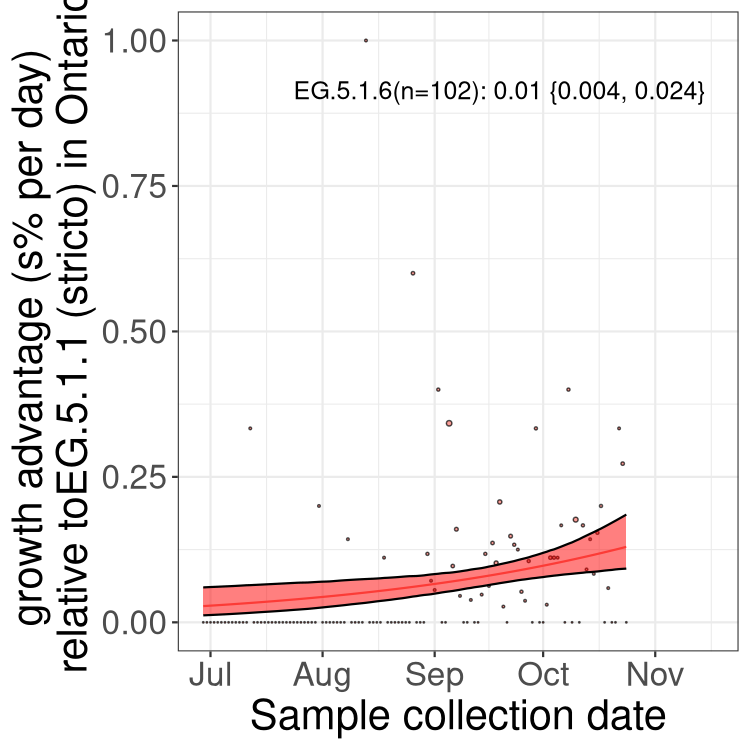 growth advantage (s% per day)
relative toEG.5.1.1 (stricto) in Ontario
1.00
0.75
0.50
0.25
0.00
EG.5.1.6(n=102): 0.01 {0.004, 0.024}
Jul Aug Sep Oct Nov
Sample collection date